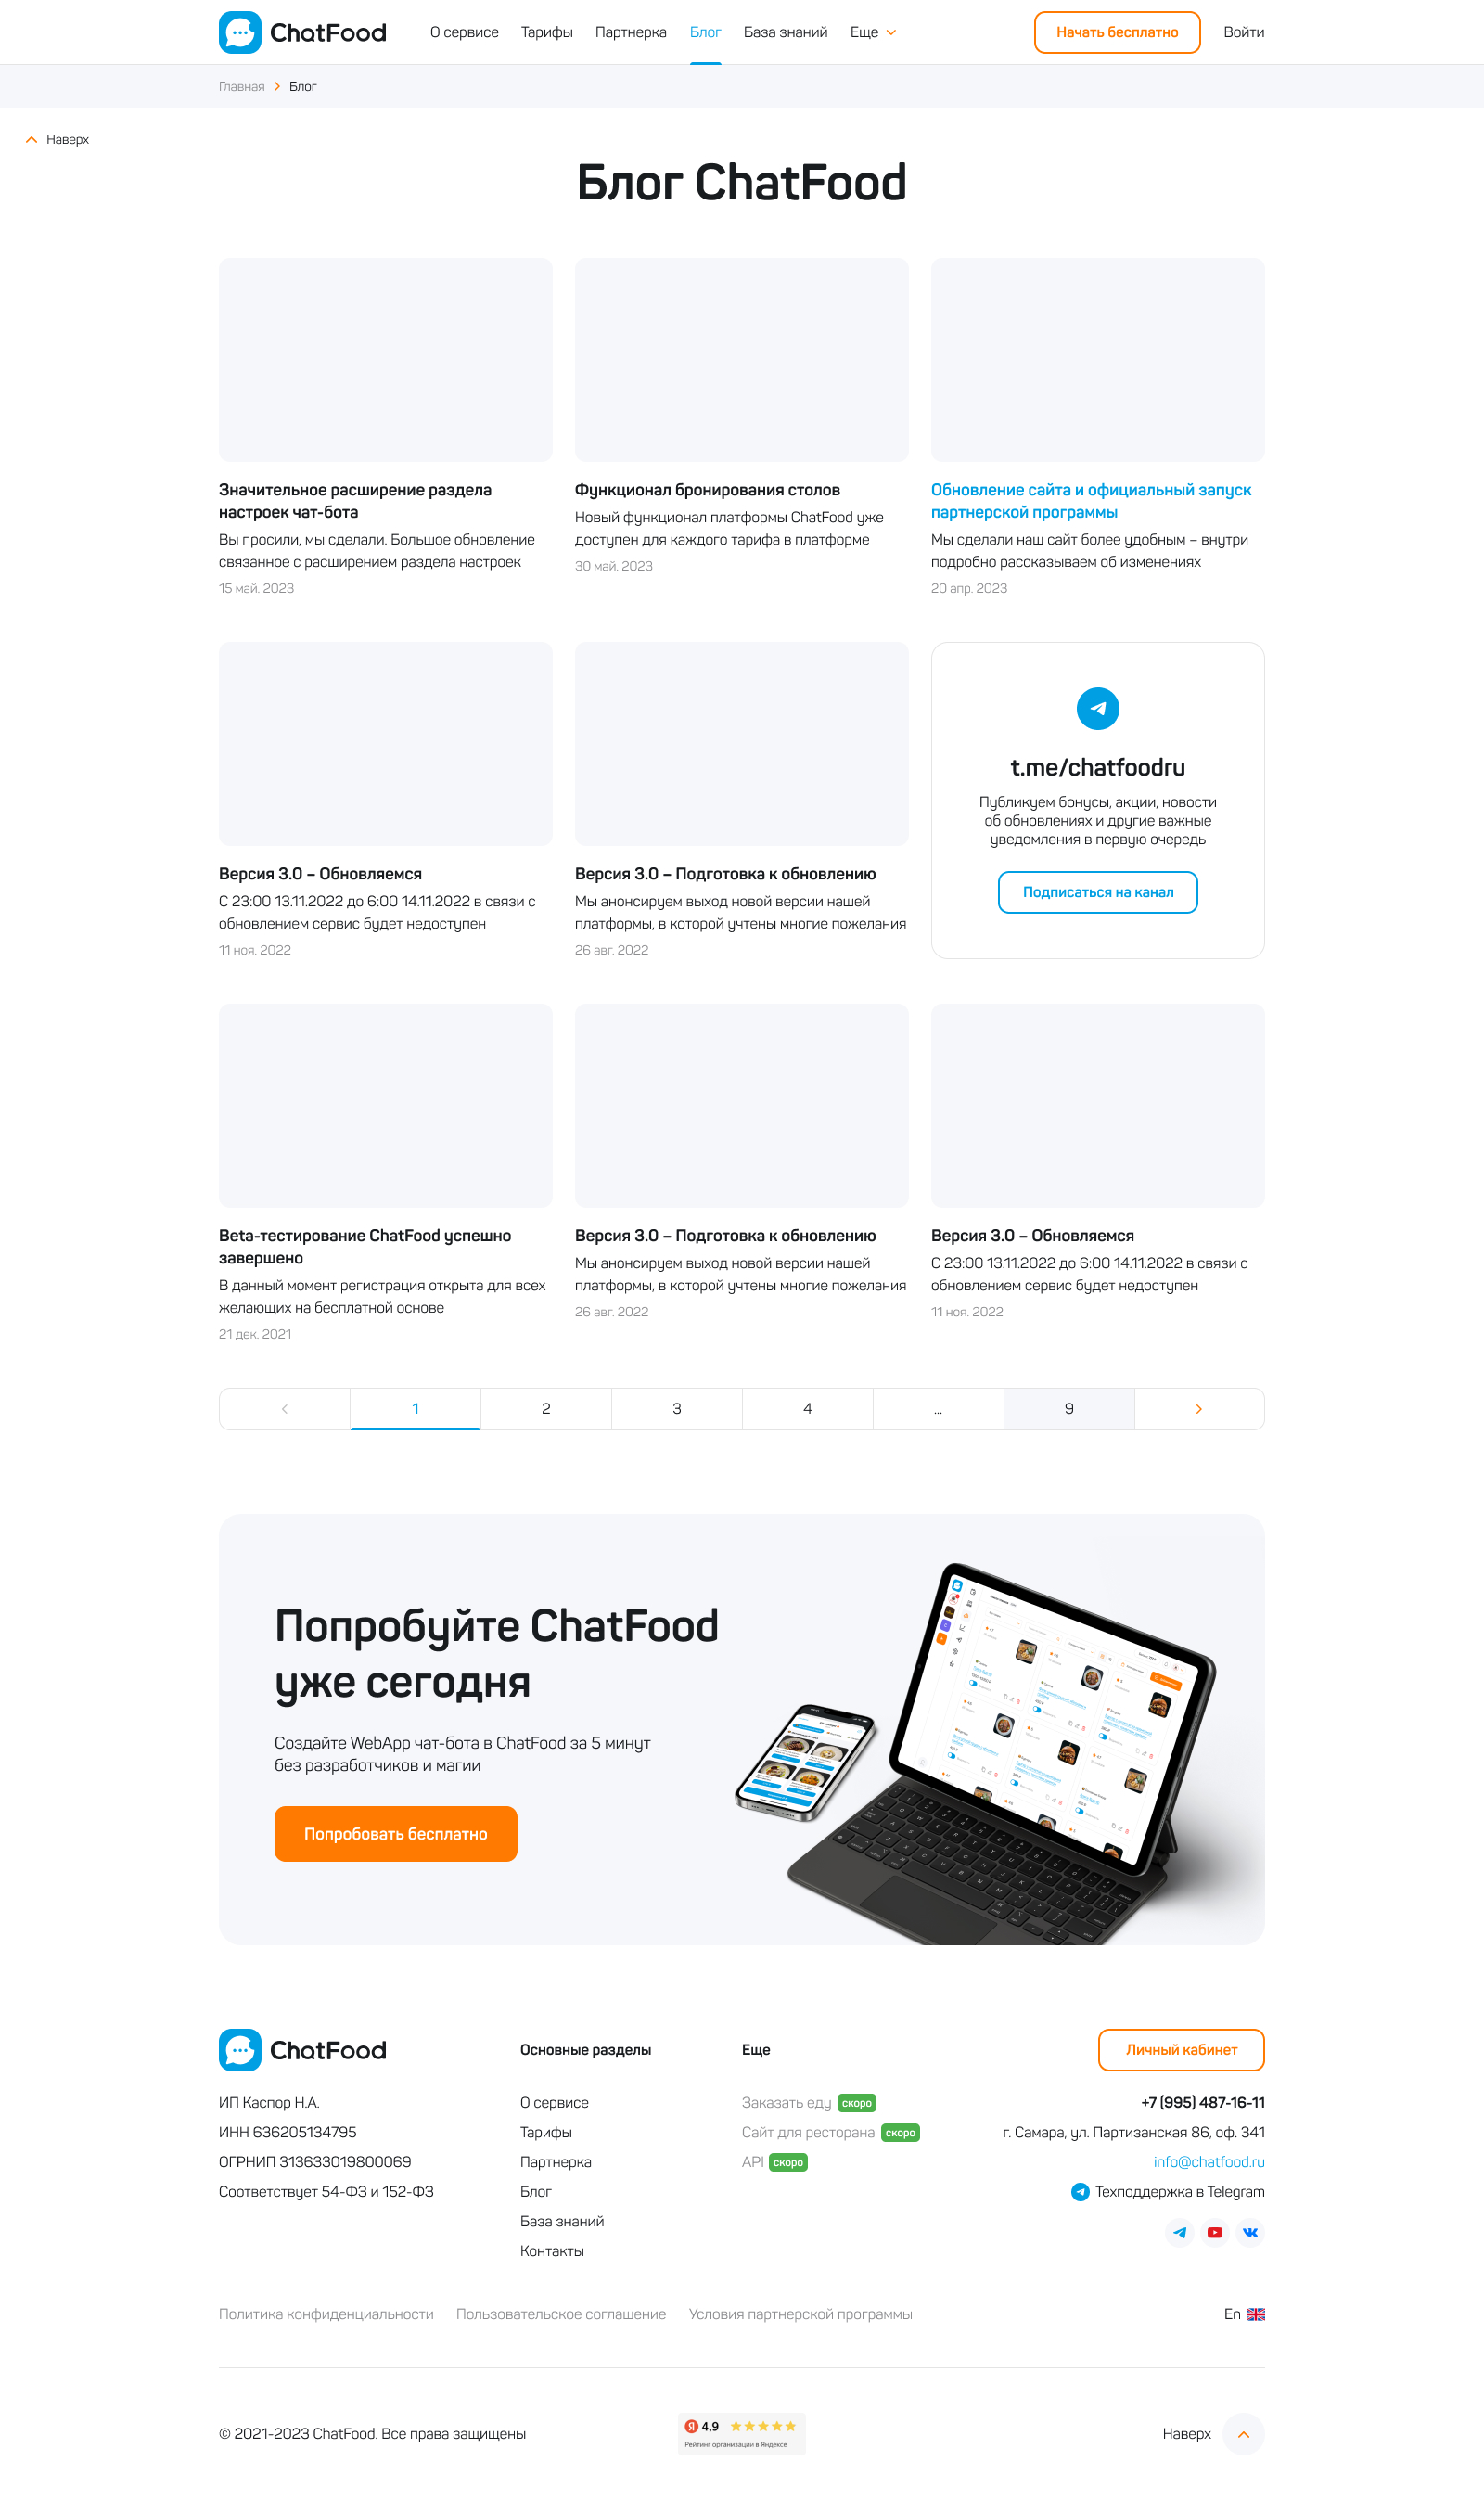 ChatFood
О сервисе
Тарифы
Партнерка
Блог
База знаний
Еще
Начать бесплатно
Войти
Главная
Блог
Наверх
Блог ChatFood
Значительное расширение раздела
настроек чат-бота
Вы просили, мы сделали. Большое обновление
связанное с расширением раздела настроек
15 май. 2023
Функционал бронирования столов
Новый функционал платформы ChatFood уже
доступен для каждого тарифа в платформе
30 май. 2023
Обновление сайта и официальный запуск
партнерской программы
Мы сделали наш сайт более удобным – внутри
подробно рассказываем об изменениях
20 апр. 2023
Версия 3.0 – Обновляемся
С 23:00 13.11.2022 до 6:00 14.11.2022 в связи с
обновлением сервис будет недоступен
11 ноя. 2022
Версия 3.0 – Подготовка к обновлению
Мы анонсируем выход новой версии нашей
платформы, в которой учтены многие пожелания
26 авг. 2022
t.me/chatfoodru
Публикуем бонусы, акции, новости
об обновлениях и другие важные
уведомления в первую очередь
Подписаться на канал
Beta-тестирование ChatFood успешно
завершено
В данный момент регистрация открыта для всех
желающих на бесплатной основе
21 дек. 2021
Версия 3.0 – Подготовка к обновлению
Мы анонсируем выход новой версии нашей
платформы, в которой учтены многие пожелания
26 авг. 2022
Версия 3.0 – Обновляемся
С 23:00 13.11.2022 до 6:00 14.11.2022 в связи с
обновлением сервис будет недоступен
11 ноя. 2022
1
2
3
4
...
9
Попробуйте ChatFood
уже сегодня
Создайте WebApp чат-бота в ChatFood за 5 минут
без разработчиков и магии
Попробовать бесплатно
ChatFood
ИП Каспор Н.А.
ИНН 636205134795
ОГРНИП 313633019800069
Соответствует 54-ФЗ и 152-ФЗ
Основные разделы
О сервисе
Тарифы
Партнерка
Блог
База знаний
Контакты
Еще
Заказать еду скоро
Сайт для ресторана скоро
API скоро
Личный кабинет
+7 (995) 487-16-11
г. Самара, ул. Партизанская 86, оф. 341
info@chatfood.ru
Техподдержка в Telegram
Политика конфиденциальности
Пользовательское соглашение
Условия партнерской программы
En
© 2021-2023 ChatFood. Все права защищены
Я 4,9
Рейтинг организации в Яндексе
Наверх